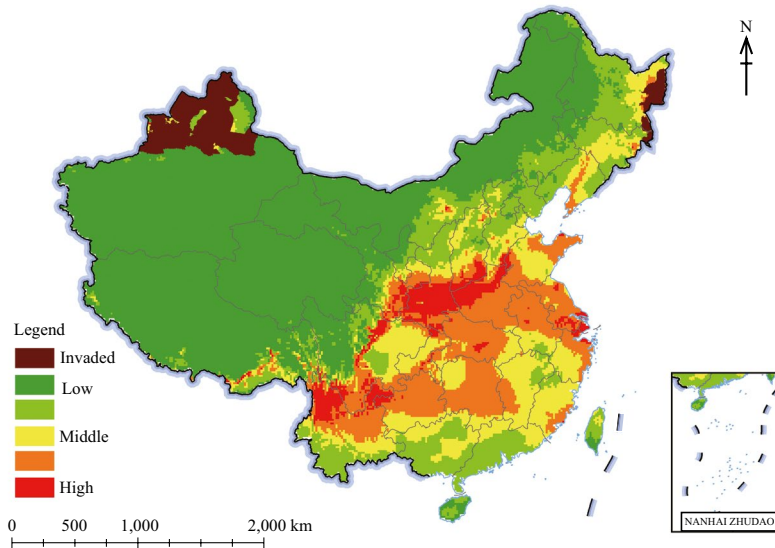 N
Legend
Invaded
Low
Middle
High
0 500 1,000 2,000 km
NANHAI ZHUDAO